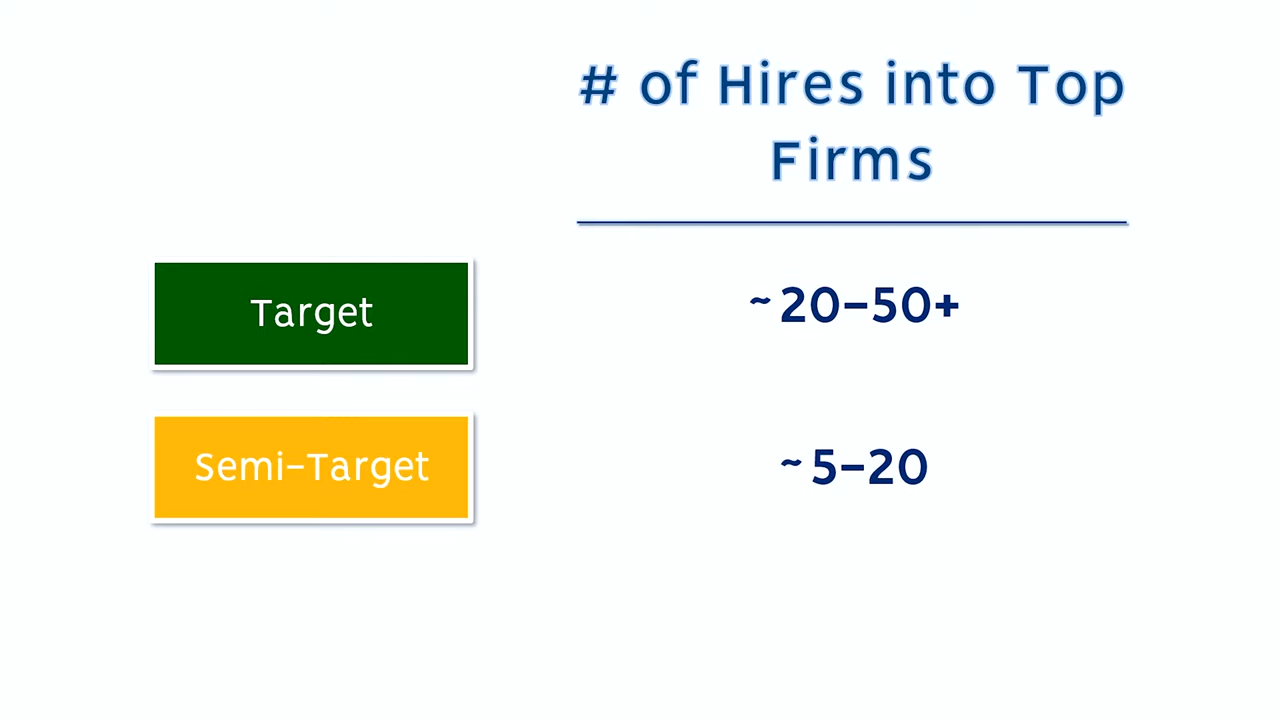 # of Hires into Top
Firms
Target
~20–50+
Semi-Target
~5–20